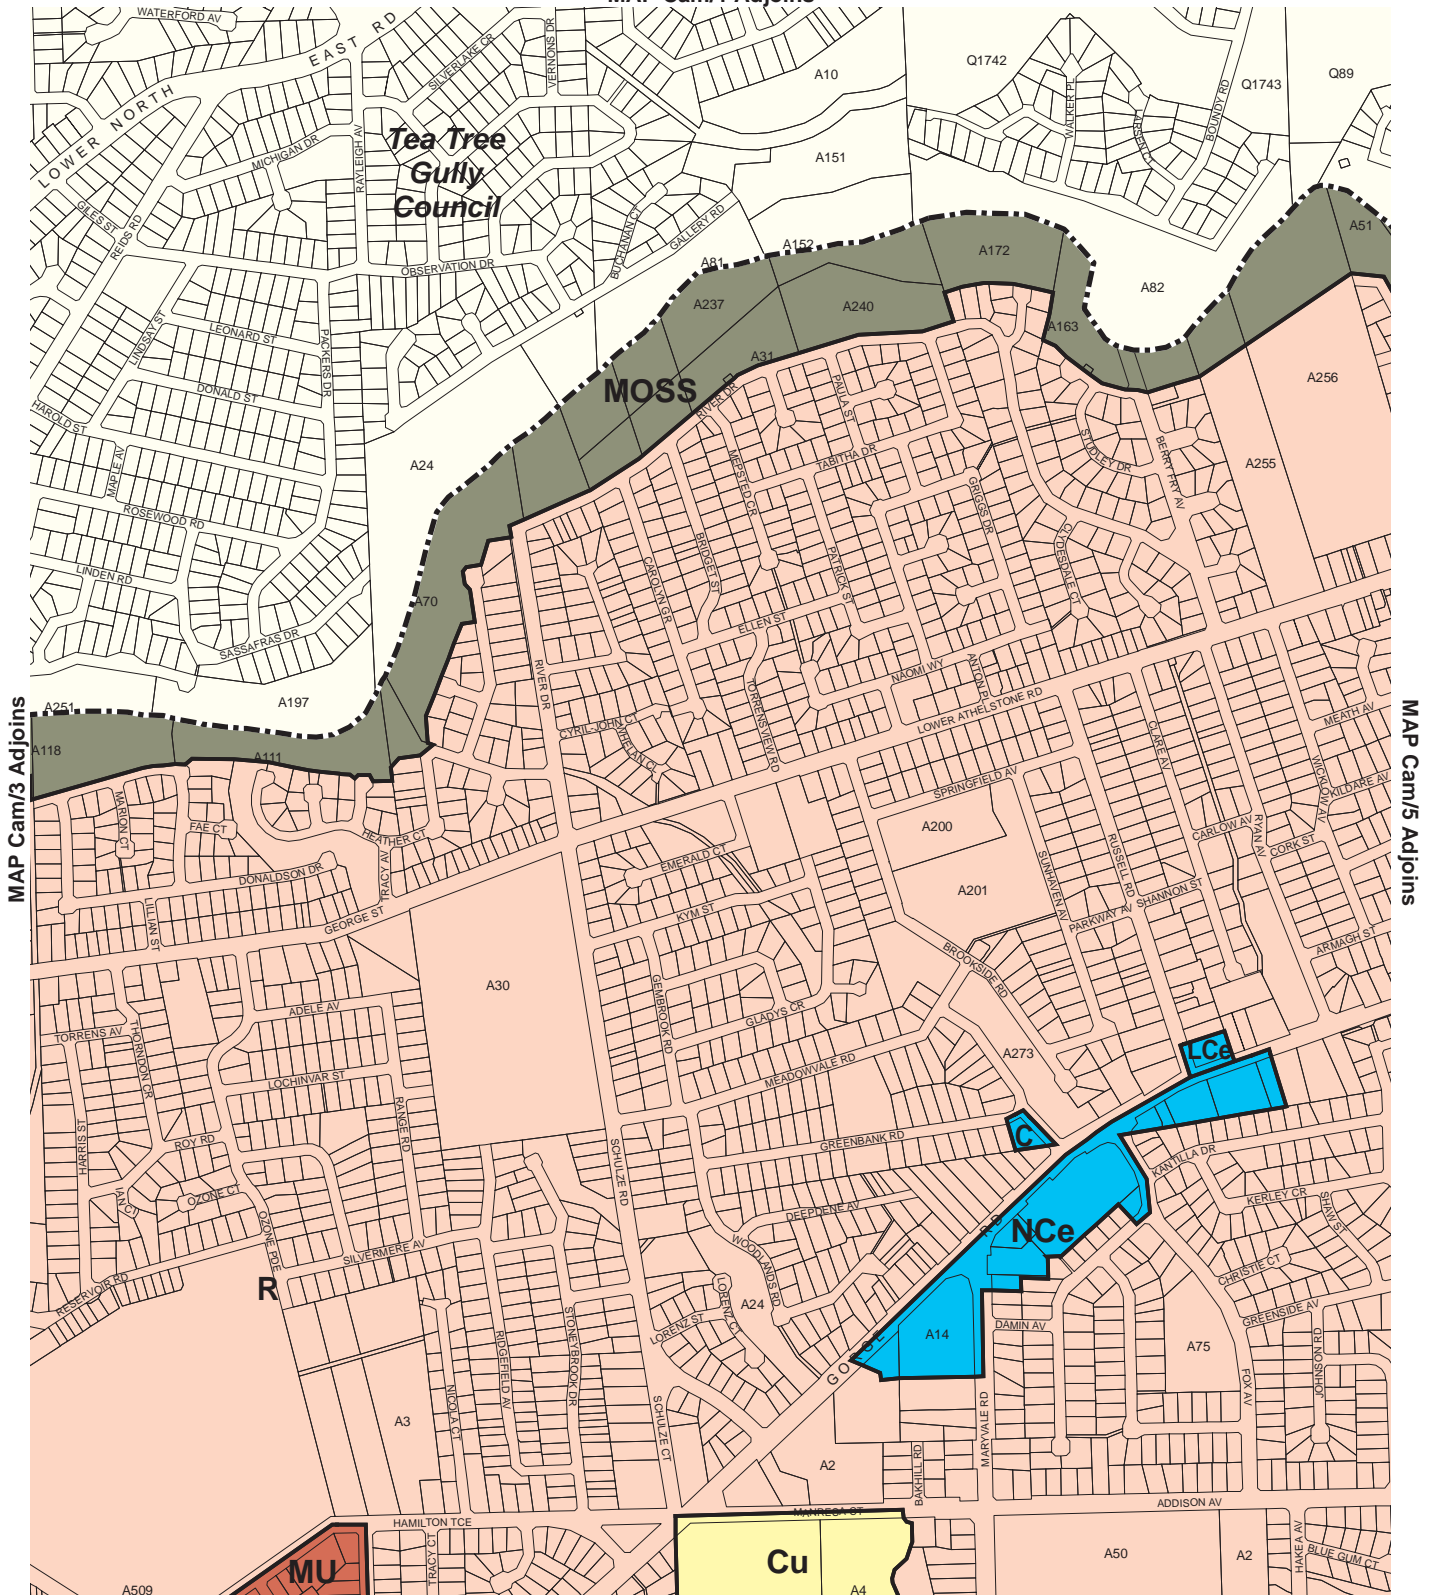 WATERFORD AV
LOWER NORTH EAST RD
SILVERLAKE CR
VERNONS DR
A10
Q1742
Q1743
Q89
WALKER PL
LARSEN CT
BOUNDY RD
Tea Tree
Gully
Council
MICHIGAN DR
RAYLEIGH AV
A151
GILES ST
REIDS RD
BUCHANAN CT
GALLERY RD
OBSERVATION DR
A152
A81
A172
A51
A82
A237
A240
A163
LINDSAY ST
LEONARD ST
PACKERS DR
A31
MOSS
A256
DONALD ST
HAROLD ST
RIVER DR
PAULA ST
MAPLE AV
A24
TABITHA DR
MEPSTED CR
STUDLEY DR
BERRYFRY AV
A255
ROSEWOOD RD
GRIGGS DR
LINDEN RD
CAROLYN GR
BRIDGET ST
PATRICK ST
CLYDESDALE CT
A70
ELLEN ST
SASSAFRAS DR
RIVER DR
TORRENSVIEW RD
NAOMI WY
ANTON PL
A251
A197
LOWER ATHELSTONE RD
MEATH AV
MAP Cam/3 Adjoins
MAP Cam/5 Adjoins
A118
A111
CYRIL-JOHN CT
WHELAN CL
CLARE AV
WICKLOW AV
KILDARE AV
SPRINGFIELD AV
MARION CT
FAE CT
HEATHER CT
A200
CARLOW AV
RYAN AV
CORK ST
EMERALD CT
DONALDSON DR
TRACY AV
A201
SUNHAVEN AV
RUSSELL RD
SHANNON ST
PARKWAY AV
LILLIAN ST
GEORGE ST
KYM ST
BROOKSIDE RD
ARMAGH ST
A30
GEMBROOK RD
ADELE AV
GLADYS CR
TORRENS AV
THORNDON CR
A273
LCe
LOCHINVAR ST
MEADOWVALE RD
RANGE RD
HARRIS ST
ROY RD
GREENBANK RD
C
KANTILLA DR
SCHULZE RD
IAN CT
OZONE CT
KERLEY CR
SHAW ST
DEEPDENE AV
OZONE PDE
SILVERMERE AV
WOODLANDS RD
NCe
CHRISTIE CT
RESERVOIR RD
R
LORENZ CT
A24
GREENSIDE AV
LORENZ ST
STONEYBROOK DR
RIDGEFIELD AV
GORGE RD
A14
DAMIN AV
A75
JOHNSON RD
FOX AV
NICOLA CT
A3
SCHULZE CT
MARYVALE RD
A2
BAKHILL RD
MANRESA CT
ADDISON AV
HAMILTON TCE
TRACY CT
MU
Cu
A50
A2
HAKEA AV
BLUE GUM CT
A509
A4